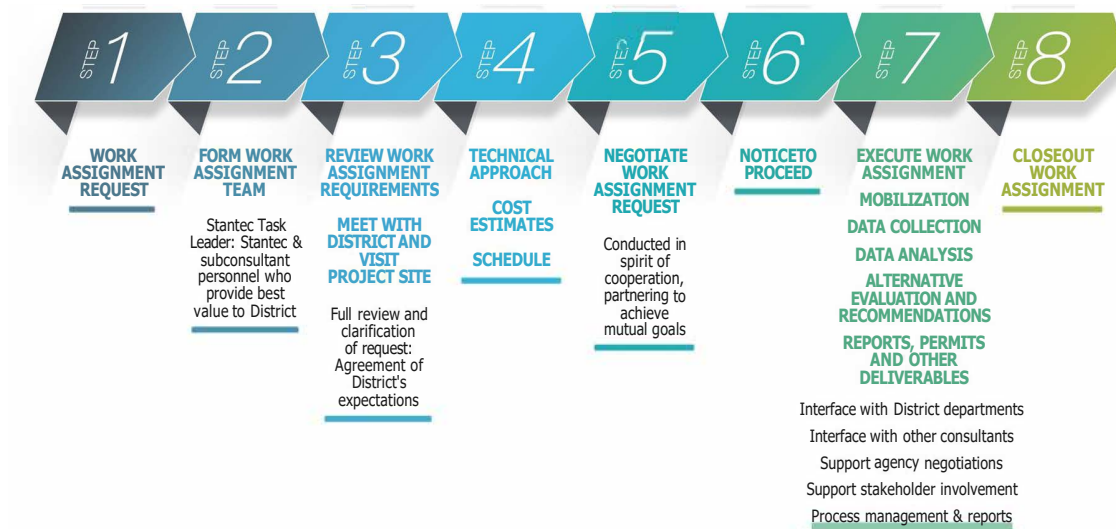 STEP 1
STEP 2
STEP 3
STEP 4
STEP 5
STEP 6
STEP 7
STEP 8
WORK
ASSIGNMENT
REQUEST
FORM WORK
ASSIGNMENT
TEAM
Stantec Task
Leader: Stantec &
subconsultant
personnel who
provide best
value to District
REVIEW WORK
ASSIGNMENT
REQUIREMENTS
MEET WITH
DISTRICT AND
VISIT
PROJECT SITE
Full review and
clarification
of request:
Agreement of
District's
expectations
TECHNICAL
APPROACH
COST
ESTIMATES
SCHEDULE
NEGOTIATE
WORK
ASSIGNMENT
REQUEST
Conducted in
spirit of
cooperation,
partnering to
achieve
mutual goals
NOTICETO
PROCEED
EXECUTE WORK
ASSIGNMENT
MOBILIZATION
DATA COLLECTION
DATA ANALYSIS
ALTERNATIVE
EVALUATION AND
RECOMMENDATIONS
REPORTS, PERMITS
AND OTHER
DELIVERABLES
Interface with District departments
Interface with other consultants
Support agency negotiations
Support stakeholder involvement
Process management & reports
CLOSEOUT
WORK
ASSIGNMENT